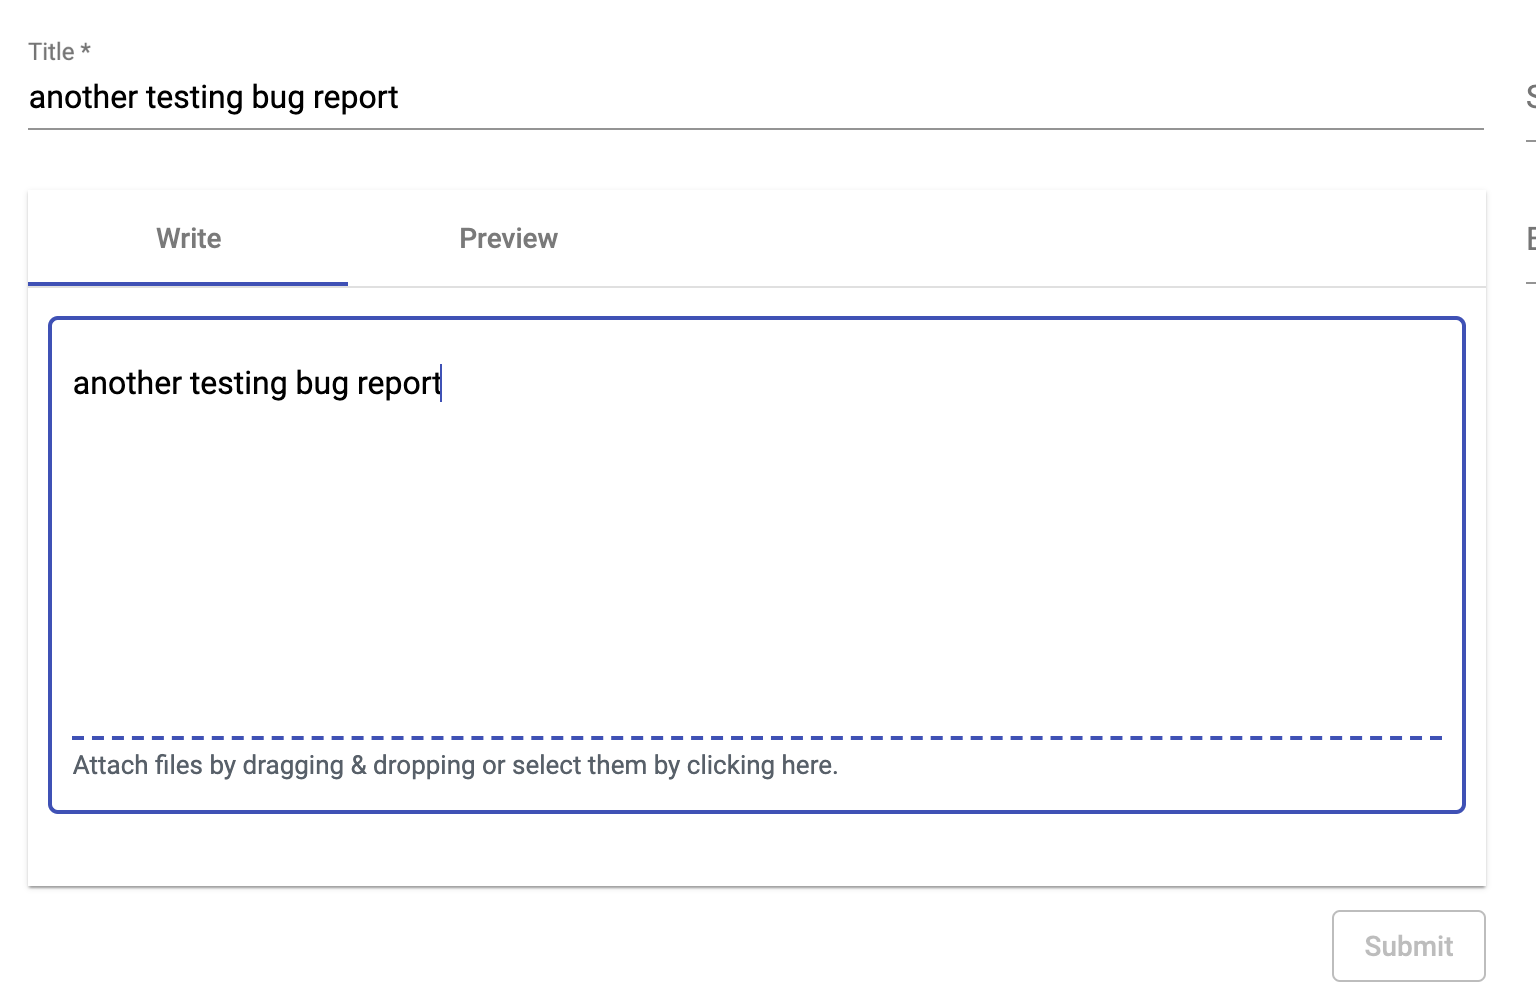 Title *
another testing bug report
Write
Preview
another testing bug report
Attach files by dragging & dropping or select them by clicking here.
Submit